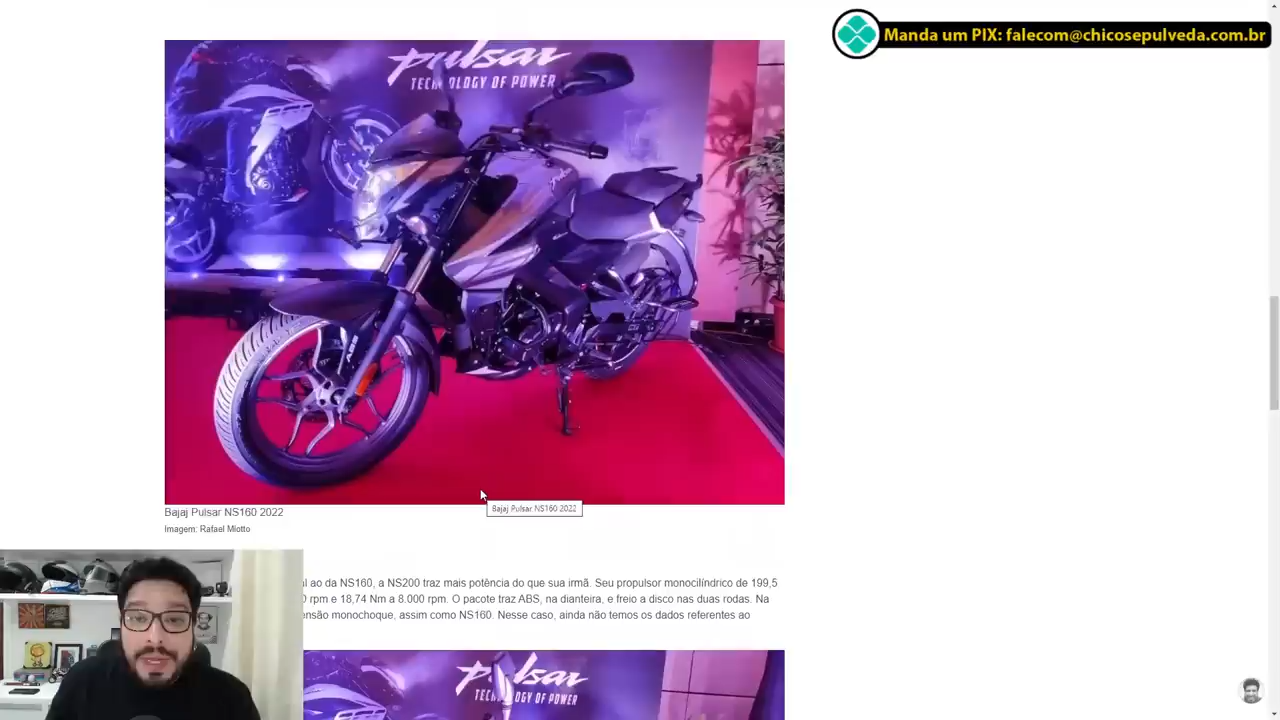 Manda um PIX: falecom@chicosepulveda.com.br
pulsar
TECHNOLOGY OF POWER
ABS
Bajaj Pulsar NS160 2022
Bajaj Pulsar NS160 2022
Imagem: Rafael Miotto
ao da NS160, a NS200 traz mais potência do que sua irmã. Seu propulsor monocilíndrico de 199,5
rpm e 18,74 Nm a 8.000 rpm. O pacote traz ABS, na dianteira, e freio a disco nas duas rodas. Na
monochoque, assim como NS160. Nesse caso, ainda não temos os dados referentes ao
pulsar
TECHNOLOGY OF POWER